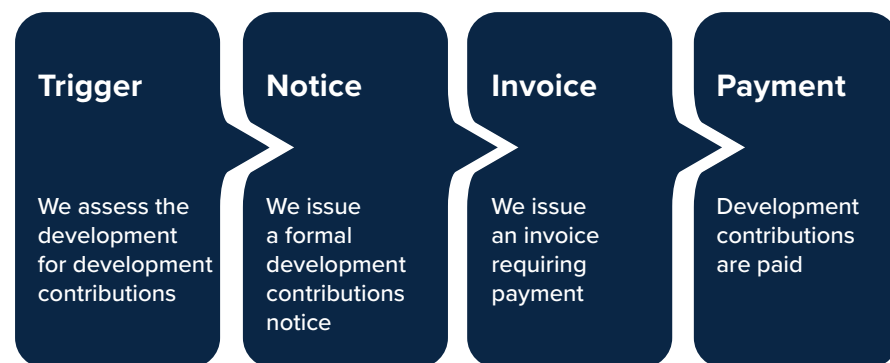 Trigger
We assess the
development
for development
contributions
Notice
We issue
a formal
development
contributions
notice
Invoice
We issue
an invoice
requiring
payment
Payment
Development
contributions
are paid